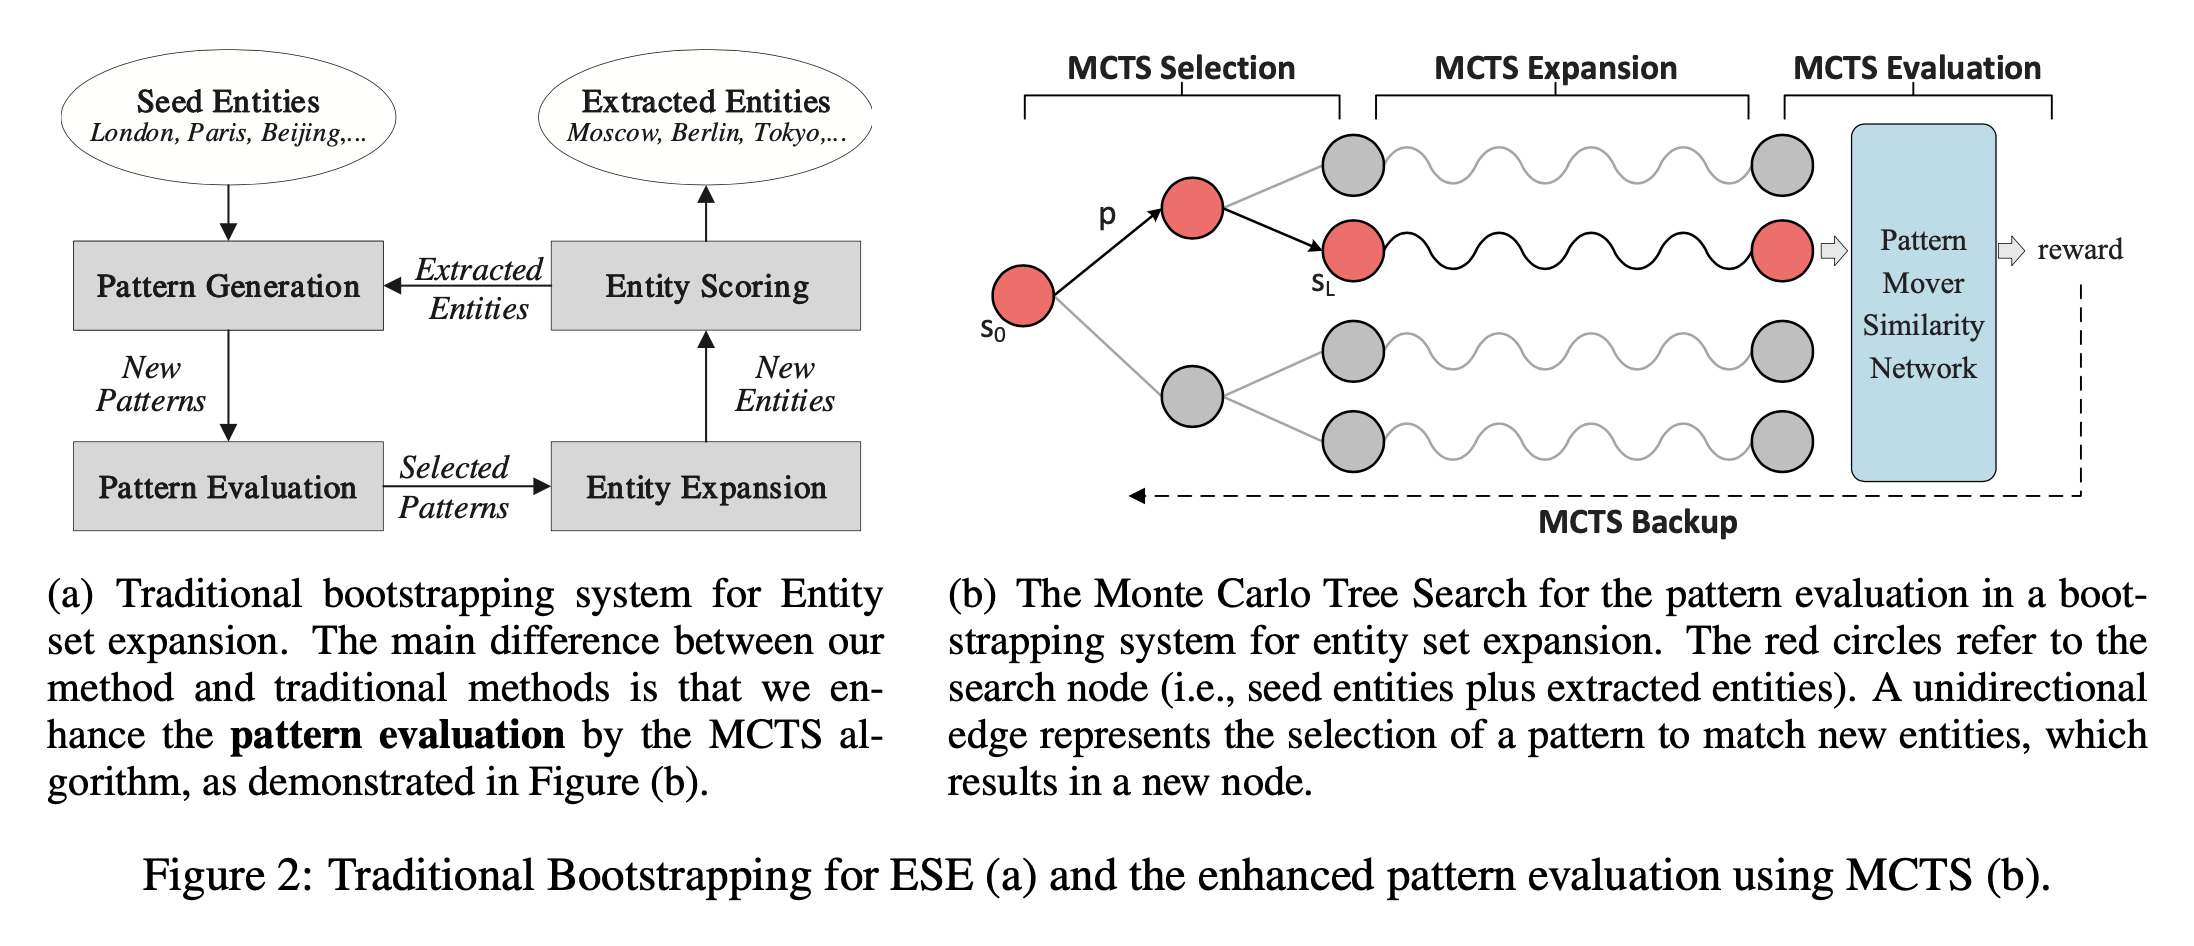 Seed Entities
London, Paris, Beijing,...
Extracted Entities
Moscow, Berlin, Tokyo,...
Pattern Generation
Extracted
Entities
Entity Scoring
New
Patterns
New
Entities
Pattern Evaluation
Selected
Patterns
Entity Expansion
(a) Traditional bootstrapping system for Entity
set expansion. The main difference between our
method and traditional methods is that we en-
hance the pattern evaluation by the MCTS al-
gorithm, as demonstrated in Figure (b).
MCTS Selection
MCTS Expansion
MCTS Evaluation
p
s0
sL
Pattern
Mover
Similarity
Network
reward
MCTS Backup
(b) The Monte Carlo Tree Search for the pattern evaluation in a boot-
strapping system for entity set expansion. The red circles refer to the
search node (i.e., seed entities plus extracted entities). A unidirectional
edge represents the selection of a pattern to match new entities, which
results in a new node.
Figure 2: Traditional Bootstrapping for ESE (a) and the enhanced pattern evaluation using MCTS (b).